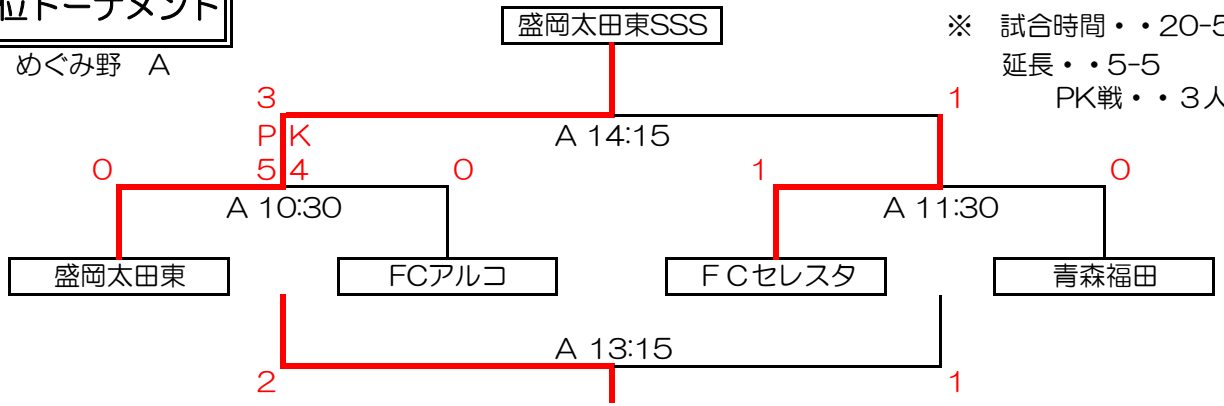 位トーナメント
盛岡太田東SSS
※ 試合時間・・20-5
めぐみ野 A
延長・・5-5
3
1
PK戦・・3人
P K
A 14:15
0
5 4
0
1
0
A 10:30
A 11:30
盛岡太田東
FCアルコ
FCセレスタ
青森福田
A 13:15
2
1